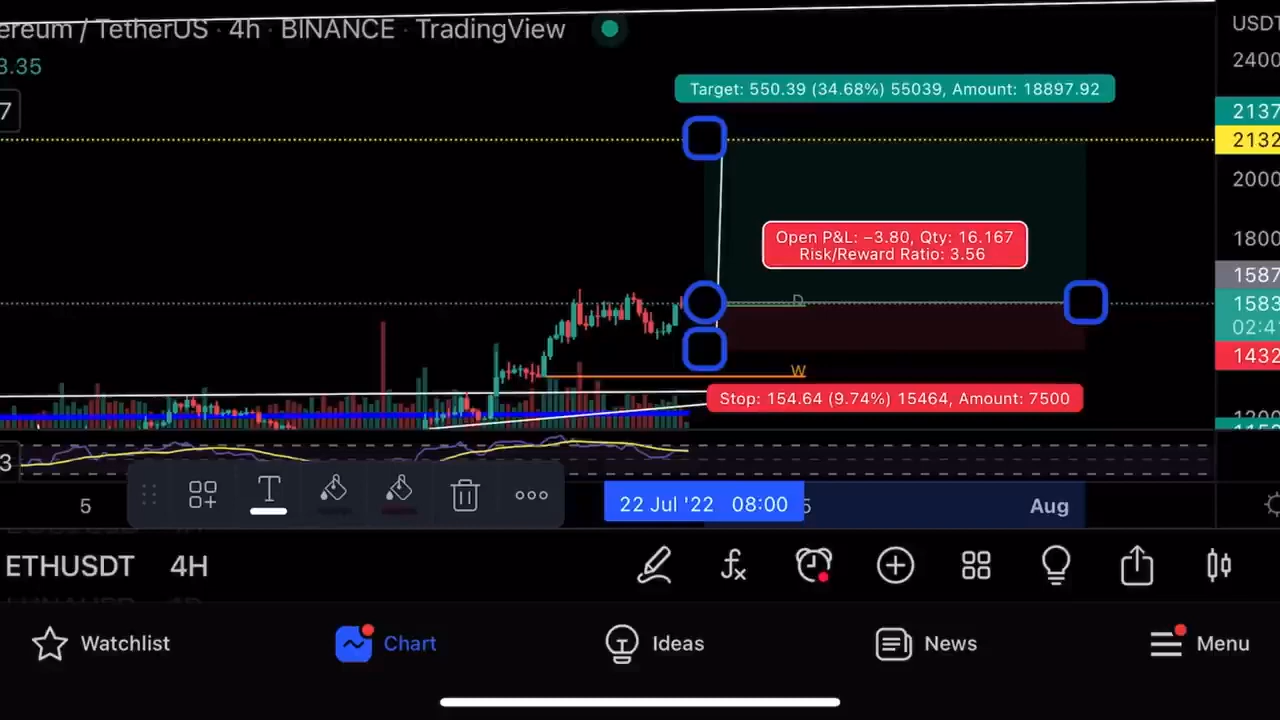 ereum / TetherUS · 4h · BINANCE · TradingView
3.35
7
USDT
2400
Target: 550.39 (34.68%) 55039, Amount: 18897.92
2137
2132
2000
1800
Open P&L: −3.80, Qty: 16.167
Risk/Reward Ratio: 3.56
1587
D
1583
02:4
1432
W
Stop: 154.64 (9.74%) 15464, Amount: 7500
3
5
22 Jul '22 08:00
5
Aug
ETHUSDT 4H
Watchlist
Chart
Ideas
News
Menu